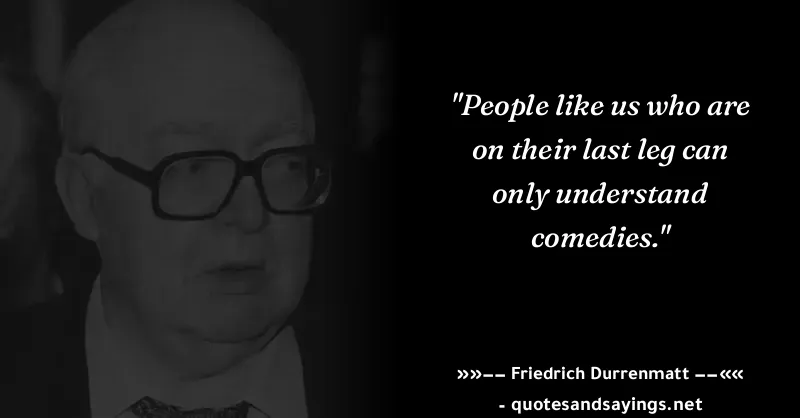 "People like us who are
on their last leg can
only understand
comedies."
»»–– Friedrich Durrenmatt ––««
- quotesandsayings.net